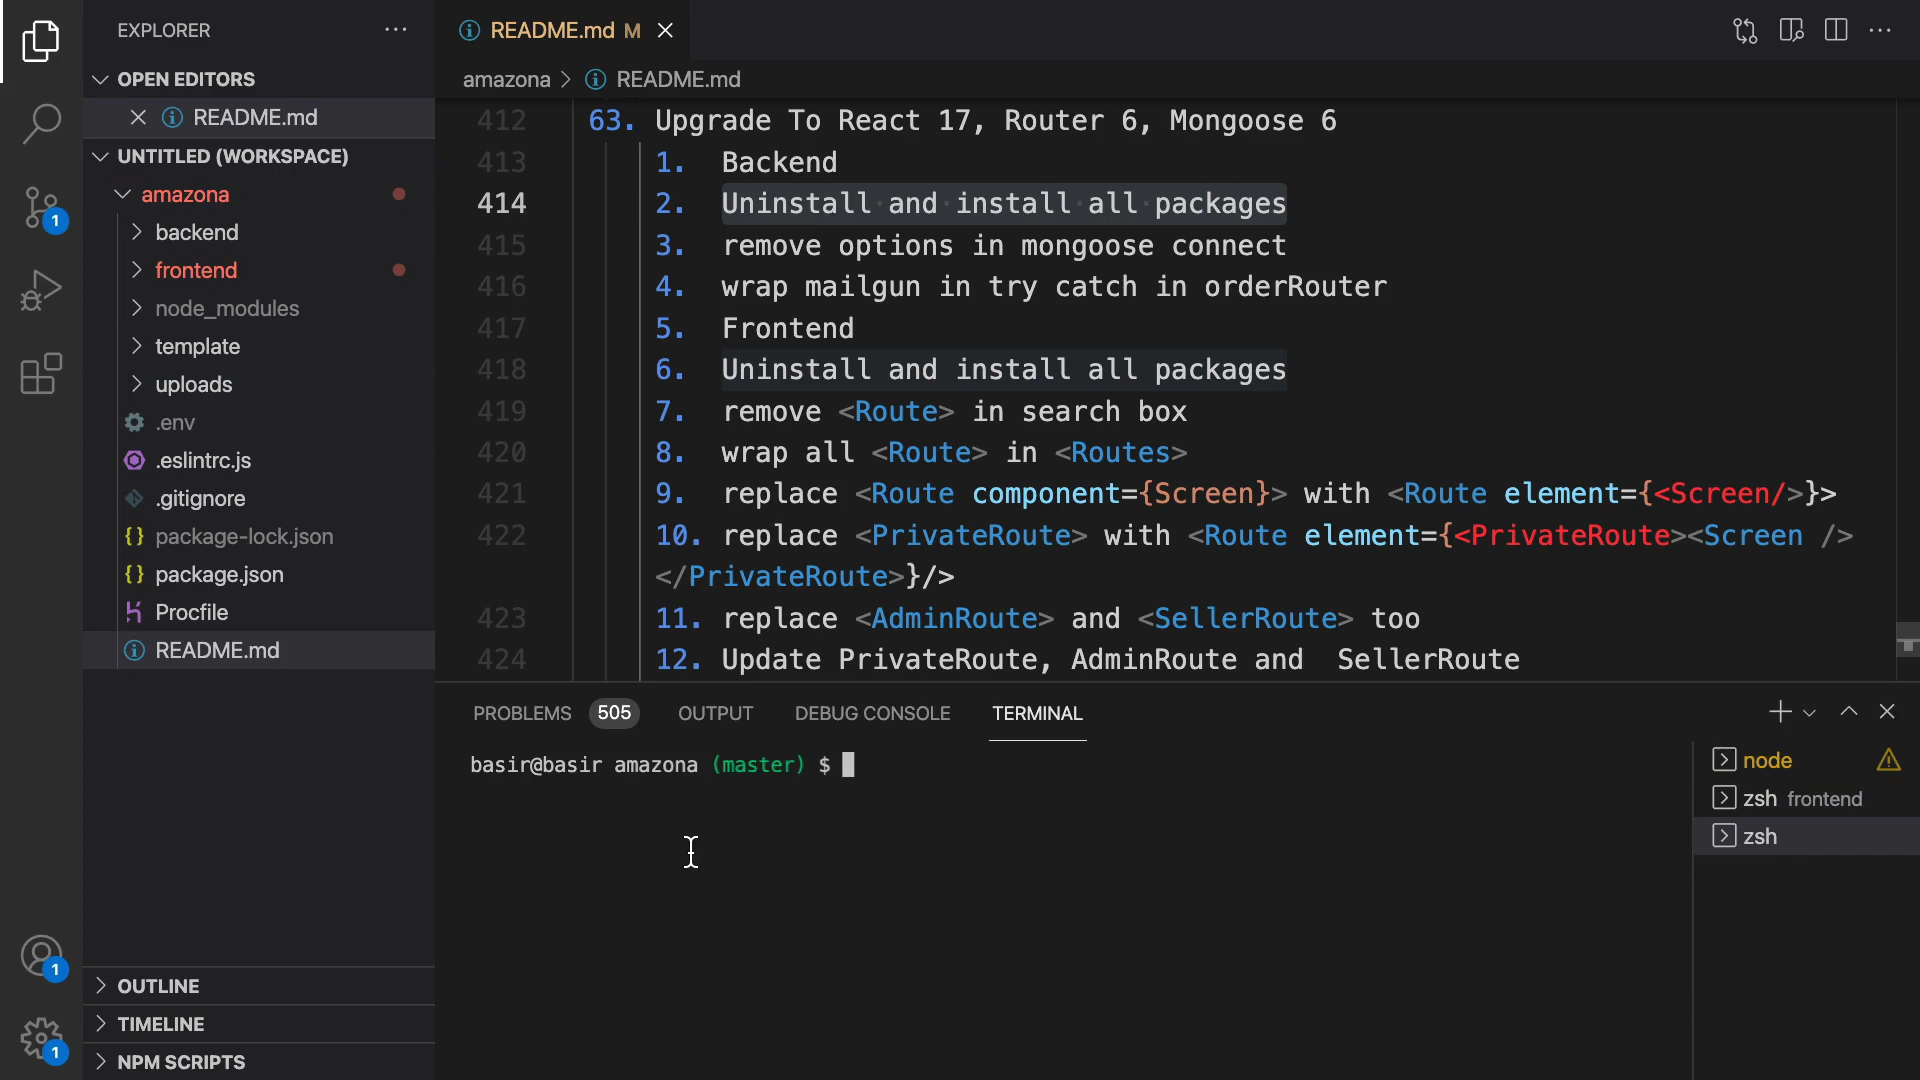 EXPLORER
OPEN EDITORS
README.md
UNTITLED (WORKSPACE)
amazona
backend
frontend
node_modules
template
uploads
.env
.eslintrc.js
.gitignore
package-lock.json
package.json
Procfile
README.md
OUTLINE
TIMELINE
NPM SCRIPTS
1
1
1
README.md M
amazona > README.md
412 63. Upgrade To React 17, Router 6, Mongoose 6
413 1. Backend
414 2. Uninstall and install all packages
415 3. remove options in mongoose connect
416 4. wrap mailgun in try catch in orderRouter
417 5. Frontend
418 6. Uninstall and install all packages
419 7. remove <Route> in search box
420 8. wrap all <Route> in <Routes>
421 9. replace <Route component={Screen}> with <Route element={<Screen/>}>
422 10. replace <PrivateRoute> with <Route element={<PrivateRoute><Screen />
</PrivateRoute>}/>
423 11. replace <AdminRoute> and <SellerRoute> too
424 12. Update PrivateRoute, AdminRoute and  SellerRoute
PROBLEMS 505 OUTPUT DEBUG CONSOLE TERMINAL
basir@basir amazona (master) $
node
zsh frontend
zsh